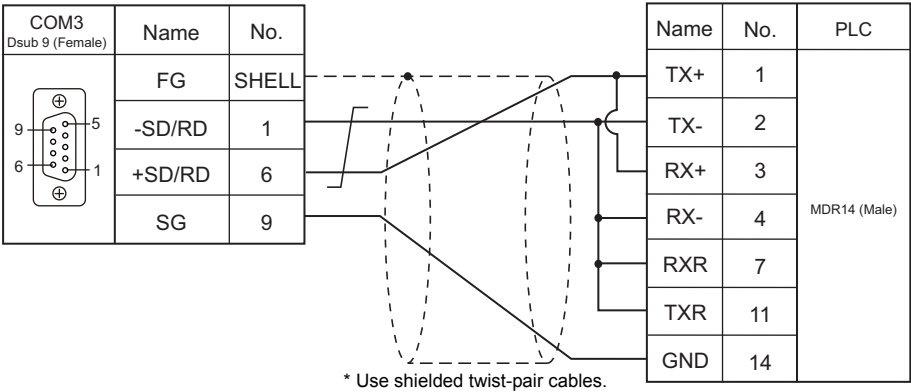 COM3
Dsub 9 (Female)
Name
No.
FG
SHELL
-SD/RD
1
+SD/RD
6
SG
9
9
5
6
1
Name
No.
PLC
TX+
1
TX-
2
RX+
3
RX-
4
RXR
7
TXR
11
GND
14
MDR14 (Male)
* Use shielded twist-pair cables.